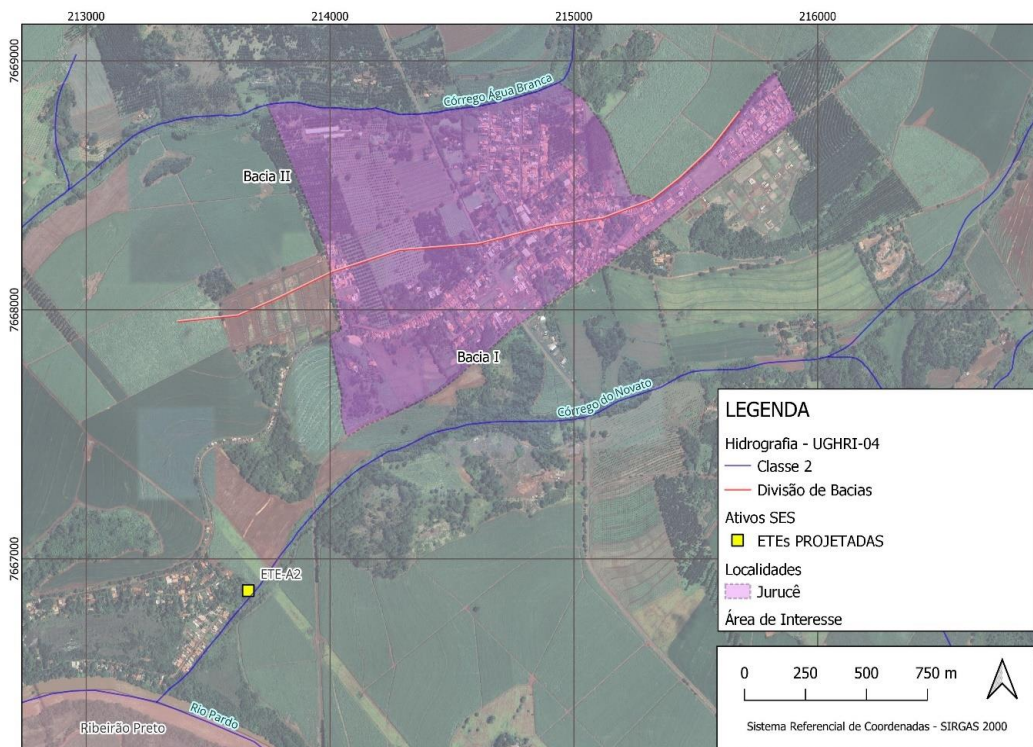 213000
214000
215000
216000
7669000
7668000
7667000
Córrego Água Branca
Bacia II
Bacia I
Córrego do Novato
ETE-A2
Rio Pardo
Ribeirão Preto
LEGENDA
Hidrografia - UGHRI-04
Classe 2
Divisão de Bacias
Ativos SES
ETEs PROJETADAS
Localidades
Jurucê
Área de Interesse
0 250 500 750 m
Sistema Referencial de Coordenadas - SIRGAS 2000